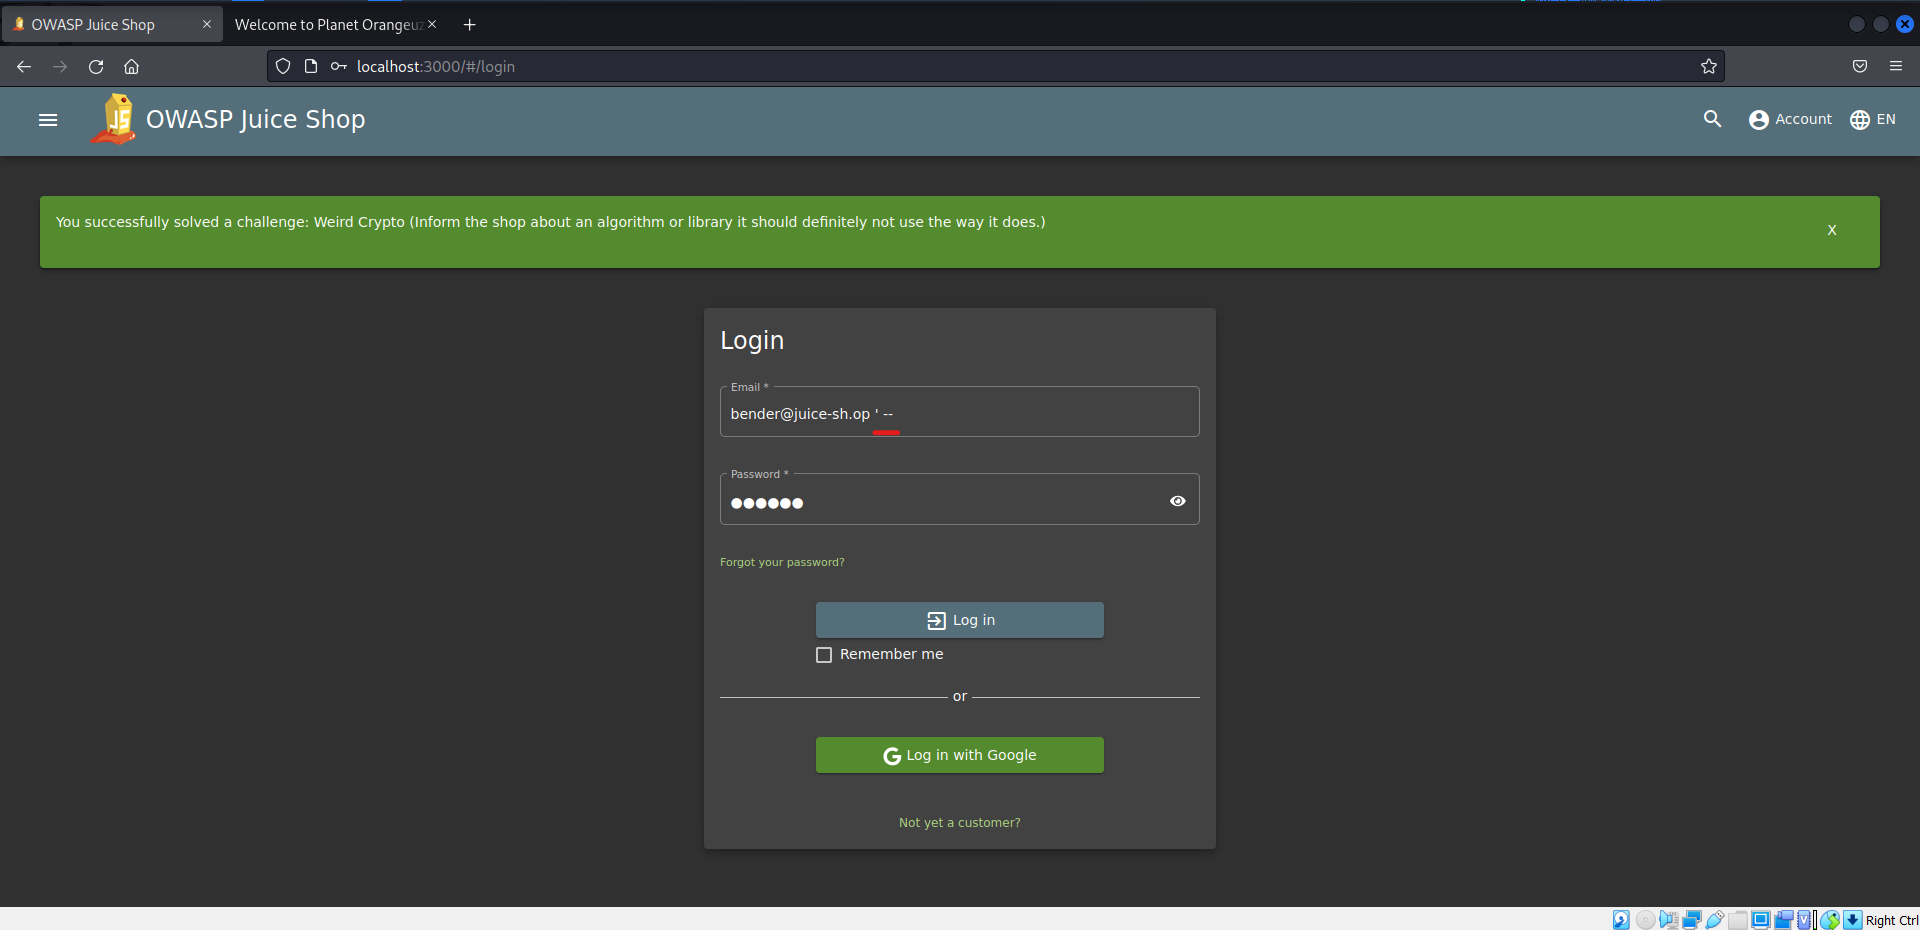 OWASP Juice Shop
Welcome to Planet Orangeu
localhost:3000/#/login
JS
OWASP Juice Shop
Account
EN
You successfully solved a challenge: Weird Crypto (Inform the shop about an algorithm or library it should definitely not use the way it does.)
X
Login
Email *
bender@juice-sh.op ' --
Password *
●●●●●●
Forgot your password?
Log in
Remember me
or
G Log in with Google
Not yet a customer?
Right Ctrl